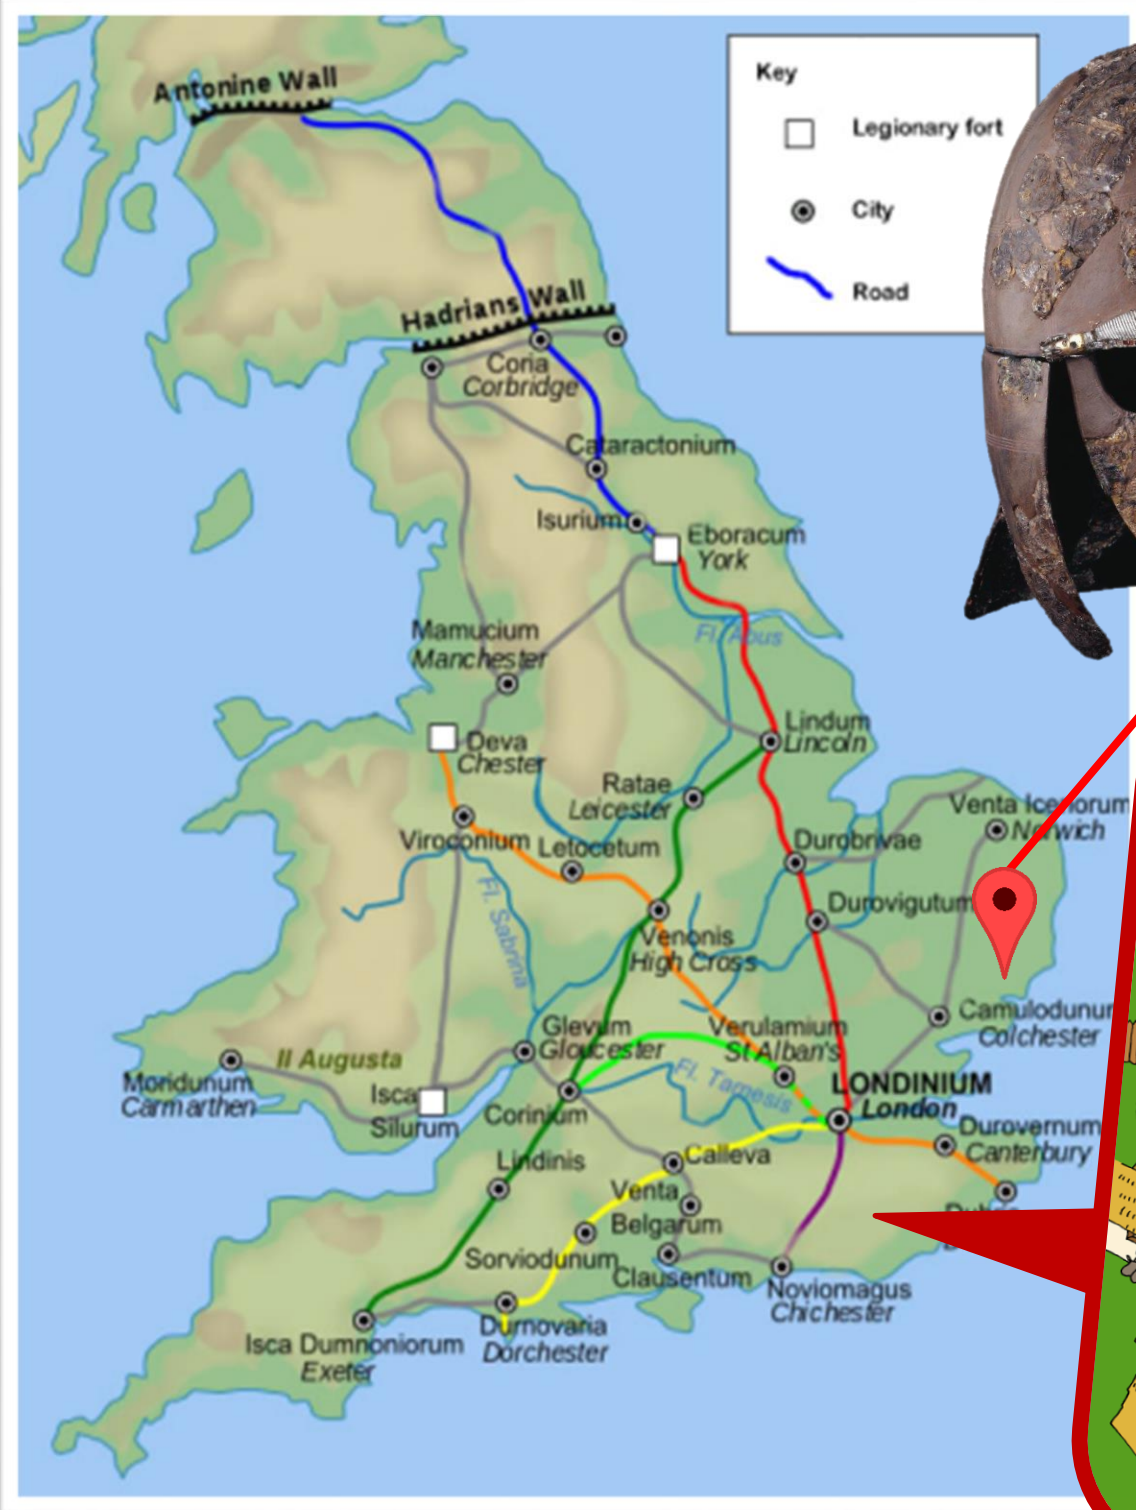 Antonine Wall
Key
Legionary fort
City
Road
Hadrians Wall
Coria
Corbridge
Cataractonium
Isurium
Eboracum
York
Fl. Abus
Mamucium
Manchester
Lindum
Lincoln
Deva
Chester
Ratae
Leicester
Venta Icenorum
Norwich
Viroconium
Letocetum
Durobrivae
Durovigutum
Fl. Sabrina
Venonis
High Cross
Camulodunum
Colchester
Glevum
Gloucester
Verulamium
St Alban's
II Augusta
Moridunum
Carmarthen
Isca
Silurum
Fl. Tamesis
LONDINIUM
London
Corinium
Durovernum
Canterbury
Lindinis
Calleva
Venta
Belgarum
Sorviodunum
Clausentum
Noviomagus
Chichester
Isca Dumnoniorum
Exeter
Durnovaria
Dorchester